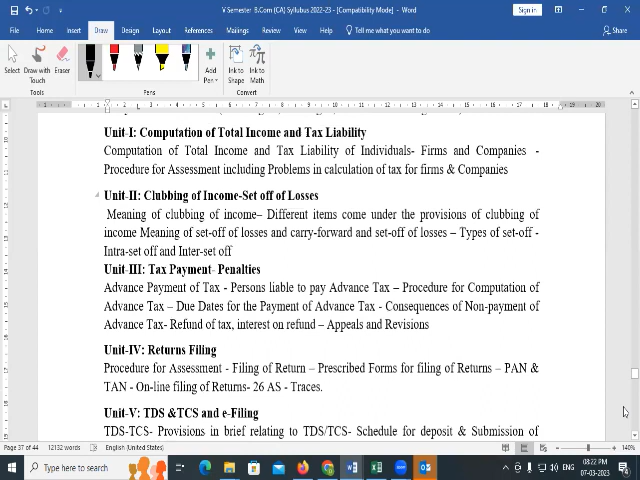 V Semester B.Com (CA) Syllabus 2022-23 - [Compatibility Mode] - Word
Sign in
File Home Insert Draw Design Layout References Mailings Review View Help Tell me what you want to do Share
Select Draw with Touch Eraser Add Pen Ink to Shape Ink to Math
Tools Pens Convert
Unit-I: Computation of Total Income and Tax Liability
Computation of Total Income and Tax Liability of Individuals- Firms and Companies -
Procedure for Assessment including Problems in calculation of tax for firms & Companies
Unit-II: Clubbing of Income-Set off of Losses
Meaning of clubbing of income– Different items come under the provisions of clubbing of
income Meaning of set-off of losses and carry-forward and set-off of losses – Types of set-off -
Intra-set off and Inter-set off
Unit-III: Tax Payment- Penalties
Advance Payment of Tax - Persons liable to pay Advance Tax – Procedure for Computation of
Advance Tax – Due Dates for the Payment of Advance Tax - Consequences of Non-payment of
Advance Tax- Refund of tax, interest on refund – Appeals and Revisions
Unit-IV: Returns Filing
Procedure for Assessment - Filing of Return – Prescribed Forms for filing of Returns – PAN &
TAN - On-line filing of Returns- 26 AS - Traces.
Unit-V: TDS &TCS and e-Filing
TDS-TCS- Provisions in brief relating to TDS/TCS- Schedule for deposit & Submission of
Page 37 of 44 12132 words English (United States) 140%
Type here to search
ENG 08:22 PM
07-03-2023